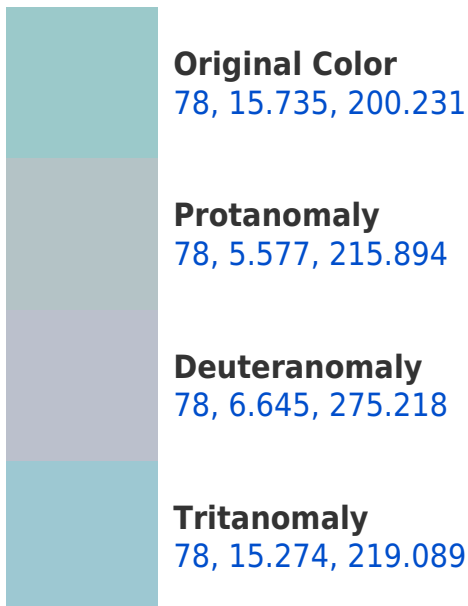 Original Color
78, 15.735, 200.231
Protanomaly
78, 5.577, 215.894
Deuteranomaly
78, 6.645, 275.218
Tritanomaly
78, 15.274, 219.089